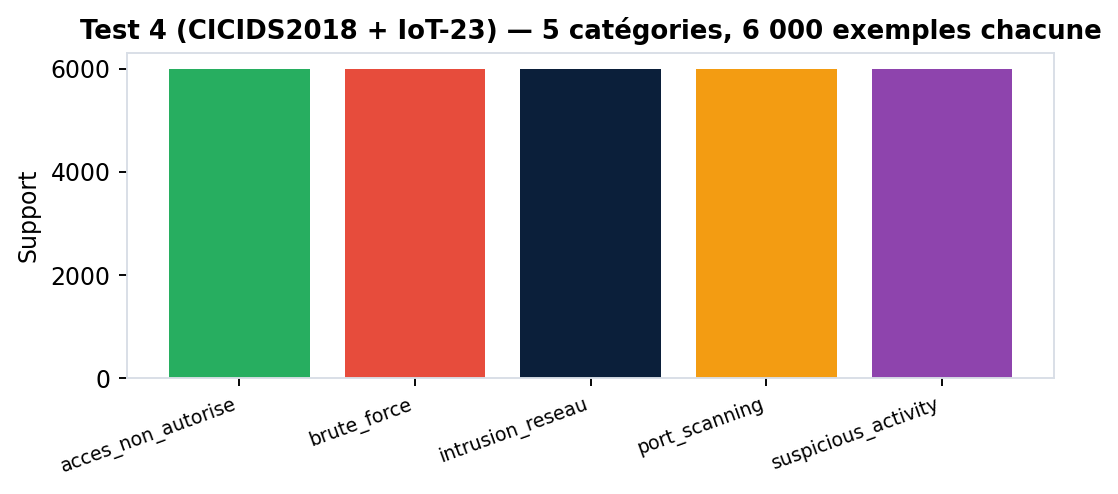 Test 4 (CICIDS2018 + IoT-23) — 5 catégories, 6 000 exemples chacune
Support
6000
4000
2000
0
acces_non_autorise
brute_force
intrusion_reseau
port_scanning
suspicious_activity